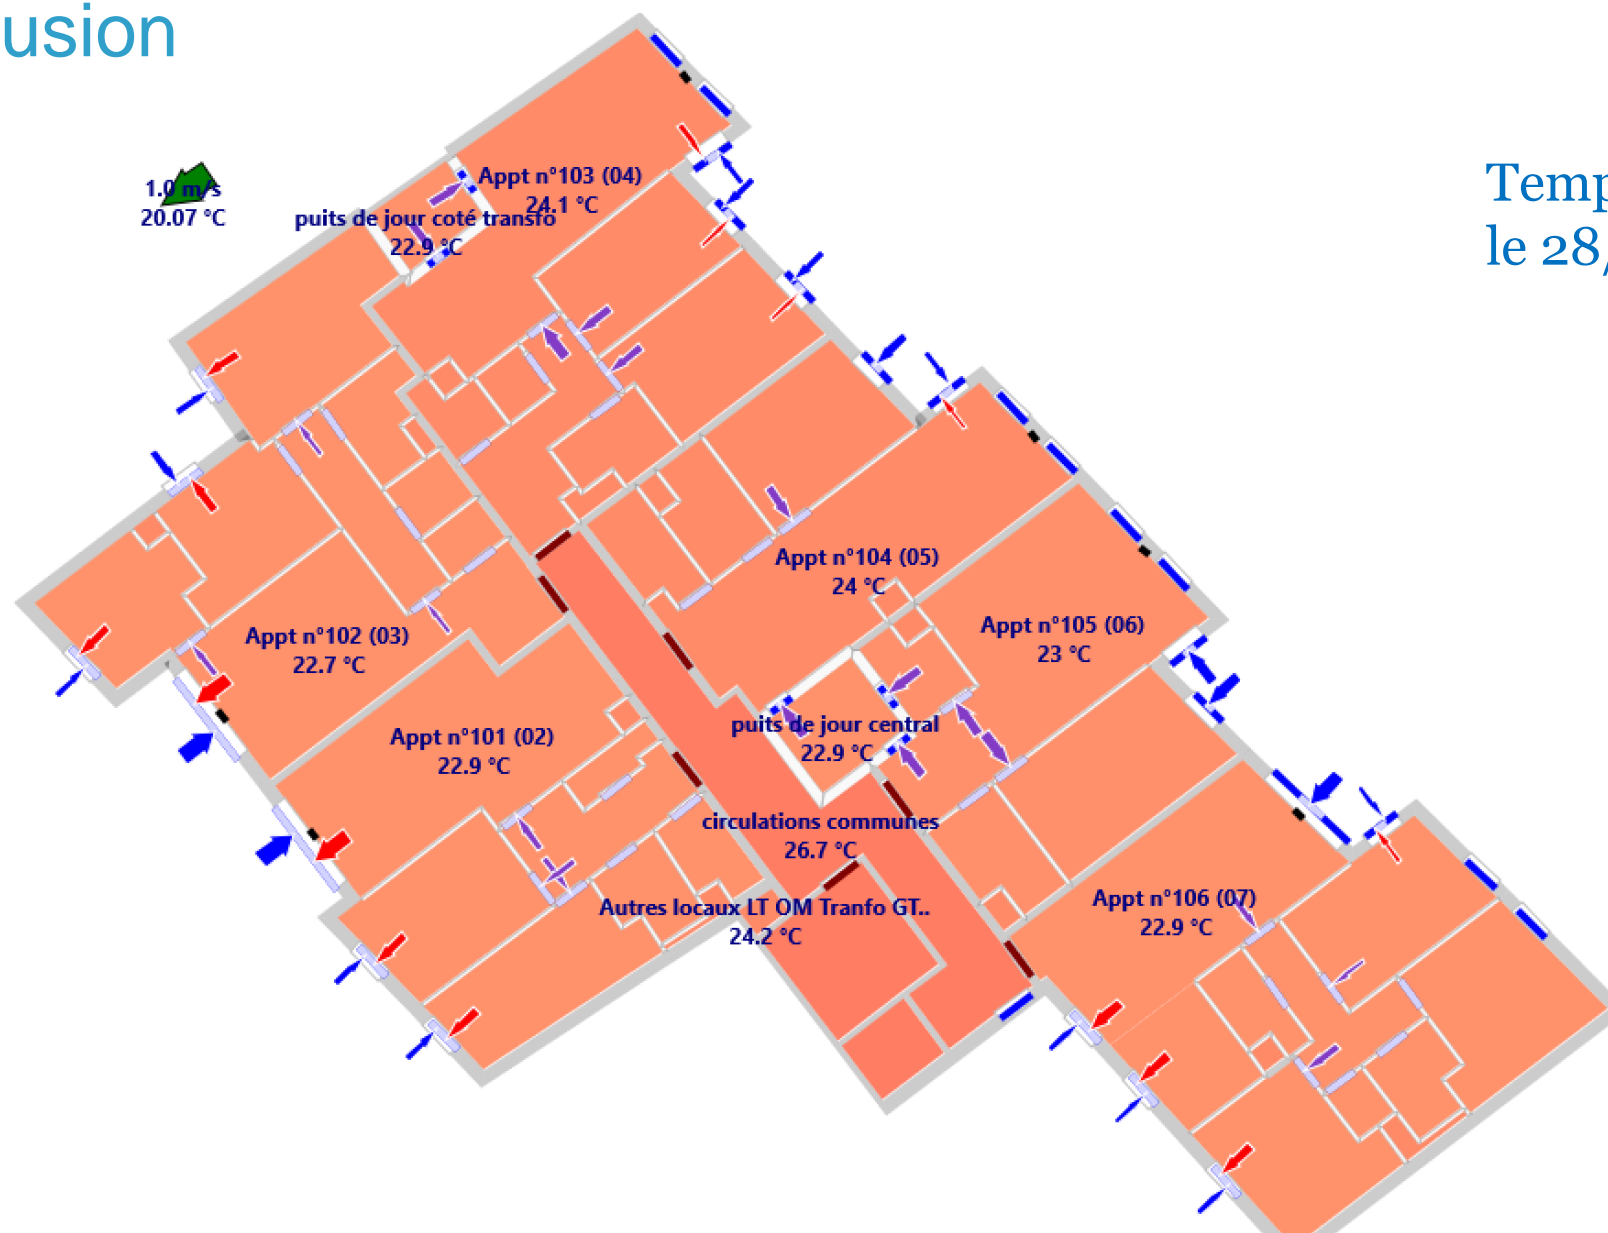 usion
Temp
le 28/
1.0 m/s
20.07 °C
Appt n°103 (04)
24.1 °C
puits de jour coté transfo
22.9 °C
Appt n°104 (05)
24 °C
Appt n°105 (06)
23 °C
Appt n°102 (03)
22.7 °C
Appt n°101 (02)
22.9 °C
puits de jour central
22.9 °C
circulations communes
26.7 °C
Appt n°106 (07)
22.9 °C
Autres locaux LT OM Tranfo GT..
24.2 °C